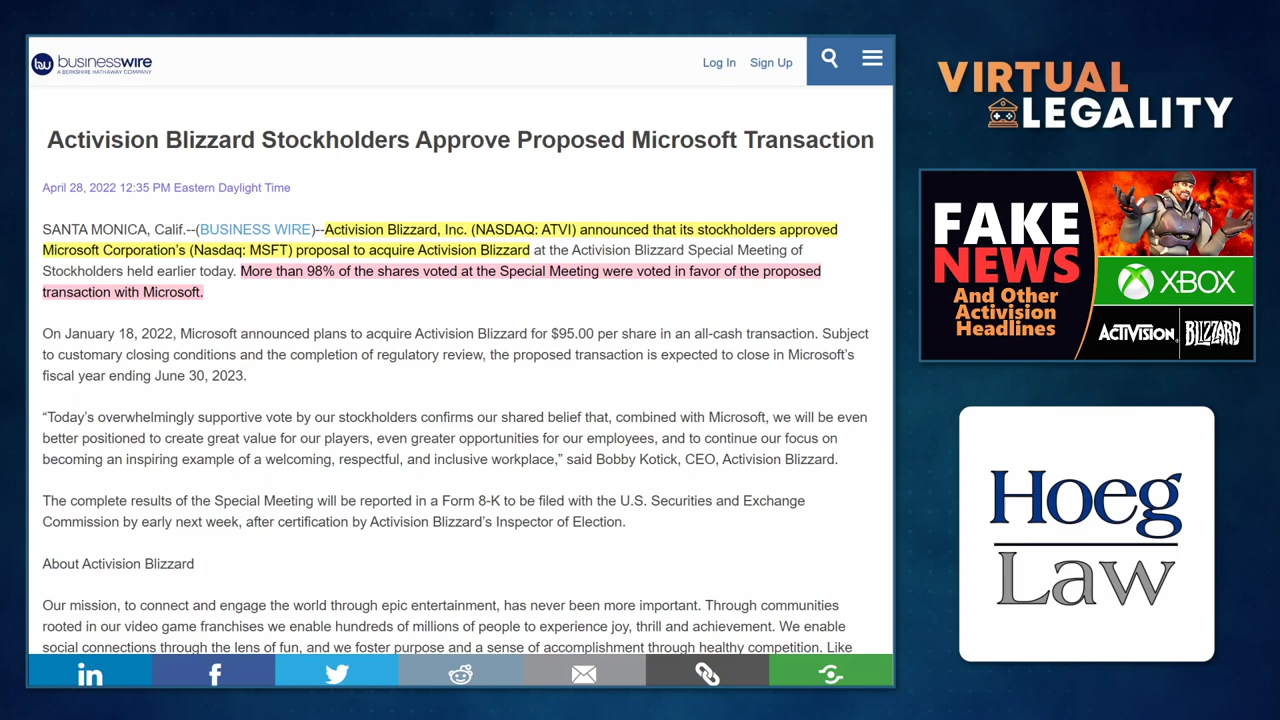 businesswire
A BERKSHIRE HATHAWAY COMPANY
Log In Sign Up
Activision Blizzard Stockholders Approve Proposed Microsoft Transaction
April 28, 2022 12:35 PM Eastern Daylight Time
SANTA MONICA, Calif.--(BUSINESS WIRE)--Activision Blizzard, Inc. (NASDAQ: ATVI) announced that its stockholders approved
Microsoft Corporation’s (Nasdaq: MSFT) proposal to acquire Activision Blizzard at the Activision Blizzard Special Meeting of
Stockholders held earlier today. More than 98% of the shares voted at the Special Meeting were voted in favor of the proposed
transaction with Microsoft.
On January 18, 2022, Microsoft announced plans to acquire Activision Blizzard for $95.00 per share in an all-cash transaction. Subject
to customary closing conditions and the completion of regulatory review, the proposed transaction is expected to close in Microsoft’s
fiscal year ending June 30, 2023.
“Today’s overwhelmingly supportive vote by our stockholders confirms our shared belief that, combined with Microsoft, we will be even
better positioned to create great value for our players, even greater opportunities for our employees, and to continue our focus on
becoming an inspiring example of a welcoming, respectful, and inclusive workplace,” said Bobby Kotick, CEO, Activision Blizzard.
The complete results of the Special Meeting will be reported in a Form 8-K to be filed with the U.S. Securities and Exchange
Commission by early next week, after certification by Activision Blizzard’s Inspector of Election.
About Activision Blizzard
Our mission, to connect and engage the world through epic entertainment, has never been more important. Through communities
rooted in our video game franchises we enable hundreds of millions of people to experience joy, thrill and achievement. We enable
social connections through the lens of fun, and we foster purpose and a sense of accomplishment through healthy competition. Like
VIRTUAL
LEGALITY
FAKE
NEWS
And Other
Activision
Headlines
XBOX
ACTIVISION
BLIZZARD
Hoeg
Law